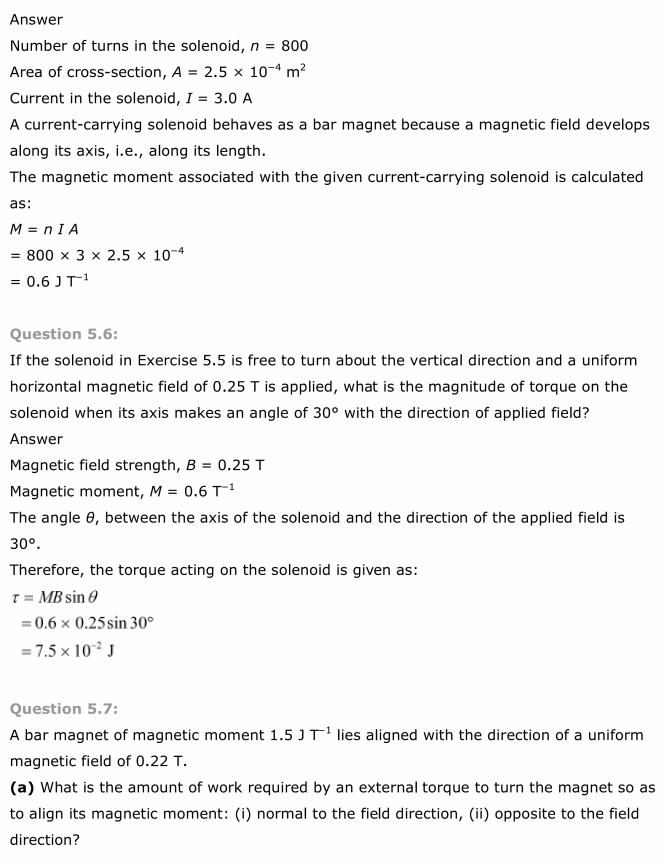 Answer
Number of turns in the solenoid, n = 800
Area of cross-section, A = 2.5 × 10⁻⁴ m²
Current in the solenoid, I = 3.0 A
A current-carrying solenoid behaves as a bar magnet because a magnetic field develops
along its axis, i.e., along its length.
The magnetic moment associated with the given current-carrying solenoid is calculated
as:
M = n I A
= 800 × 3 × 2.5 × 10⁻⁴
= 0.6 J T⁻¹
Question 5.6:
If the solenoid in Exercise 5.5 is free to turn about the vertical direction and a uniform
horizontal magnetic field of 0.25 T is applied, what is the magnitude of torque on the
solenoid when its axis makes an angle of 30° with the direction of applied field?
Answer
Magnetic field strength, B = 0.25 T
Magnetic moment, M = 0.6 T⁻¹
The angle θ, between the axis of the solenoid and the direction of the applied field is
30°.
Therefore, the torque acting on the solenoid is given as:
τ = MB sin θ
= 0.6 × 0.25 sin 30°
= 7.5 × 10⁻² J
Question 5.7:
A bar magnet of magnetic moment 1.5 J T⁻¹ lies aligned with the direction of a uniform
magnetic field of 0.22 T.
(a) What is the amount of work required by an external torque to turn the magnet so as
to align its magnetic moment: (i) normal to the field direction, (ii) opposite to the field
direction?